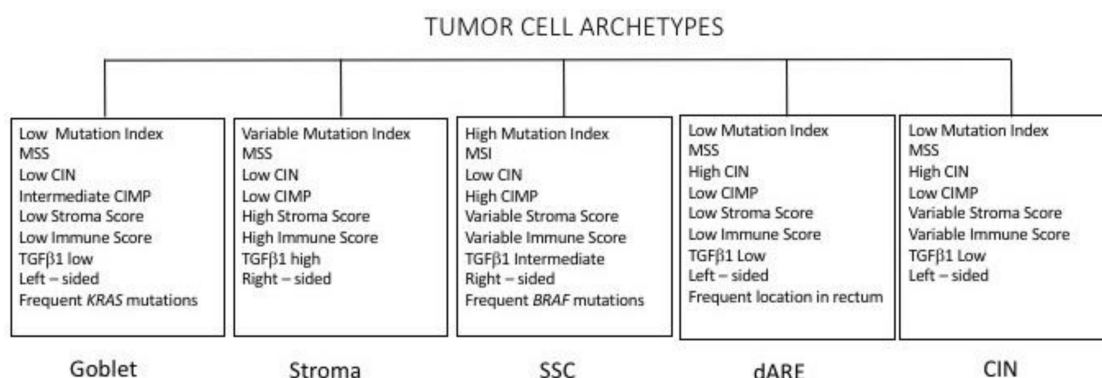 TUMOR CELL ARCHETYPES
Low Mutation Index
MSS
Low CIN
Intermediate CIMP
Low Stroma Score
Low Immune Score
TGFβ1 low
Left – sided
Frequent KRAS mutations
Goblet
Variable Mutation Index
MSS
Low CIN
Low CIMP
High Stroma Score
High Immune Score
TGFβ1 high
Right – sided
Stroma
High Mutation Index
MSI
Low CIN
High CIMP
Variable Stroma Score
Variable Immune Score
TGFβ1 Intermediate
Right – sided
Frequent BRAF mutations
SSC
Low Mutation Index
MSS
High CIN
Low CIMP
Low Stroma Score
Low Immune Score
TGFβ1 Low
Left – sided
Frequent location in rectum
dARE
Low Mutation Index
MSS
High CIN
Low CIMP
Variable Stroma Score
Variable Immune Score
TGFβ1 Low
Left – sided
CIN